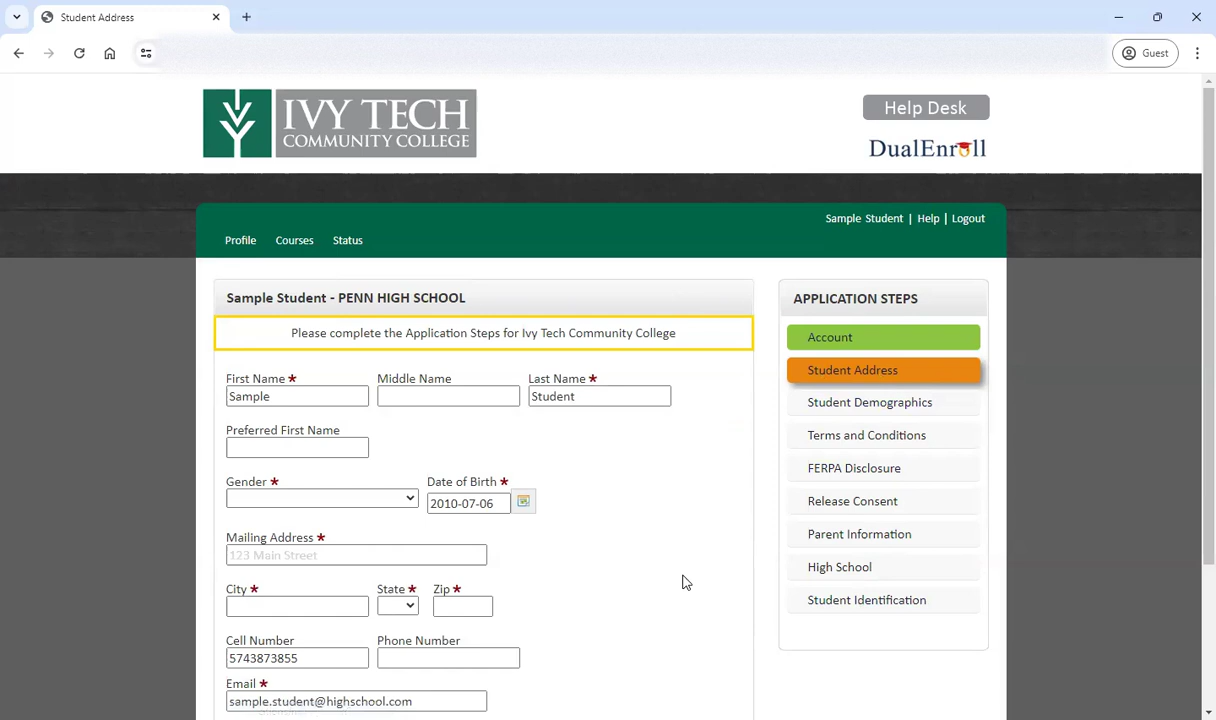 Student Address
Guest
IVY TECH
COMMUNITY COLLEGE
Help Desk
DualEnroll
Sample Student | Help | Logout
Profile Courses Status
Sample Student - PENN HIGH SCHOOL
Please complete the Application Steps for Ivy Tech Community College
First Name * Middle Name Last Name *
Sample Student
Preferred First Name
Gender * Date of Birth *
2010-07-06
Mailing Address *
123 Main Street
City * State * Zip *
Cell Number Phone Number
5743873855
Email *
sample.student@highschool.com
APPLICATION STEPS
Account
Student Address
Student Demographics
Terms and Conditions
FERPA Disclosure
Release Consent
Parent Information
High School
Student Identification